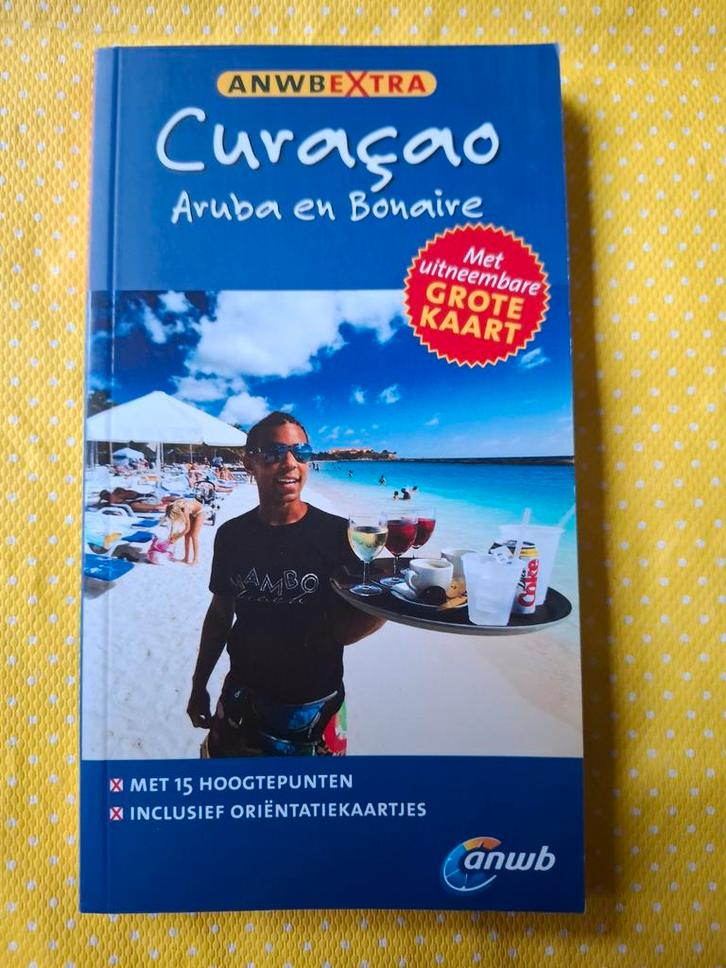 ANWBEXTRA
Curaçao
Aruba en Bonaire
Met
uitneembare
GROTE
KAART
MAMBO
Coke
MET 15 HOOGTEPUNTEN
INCLUSIEF ORIËNTATIEKAARTJES
anwb